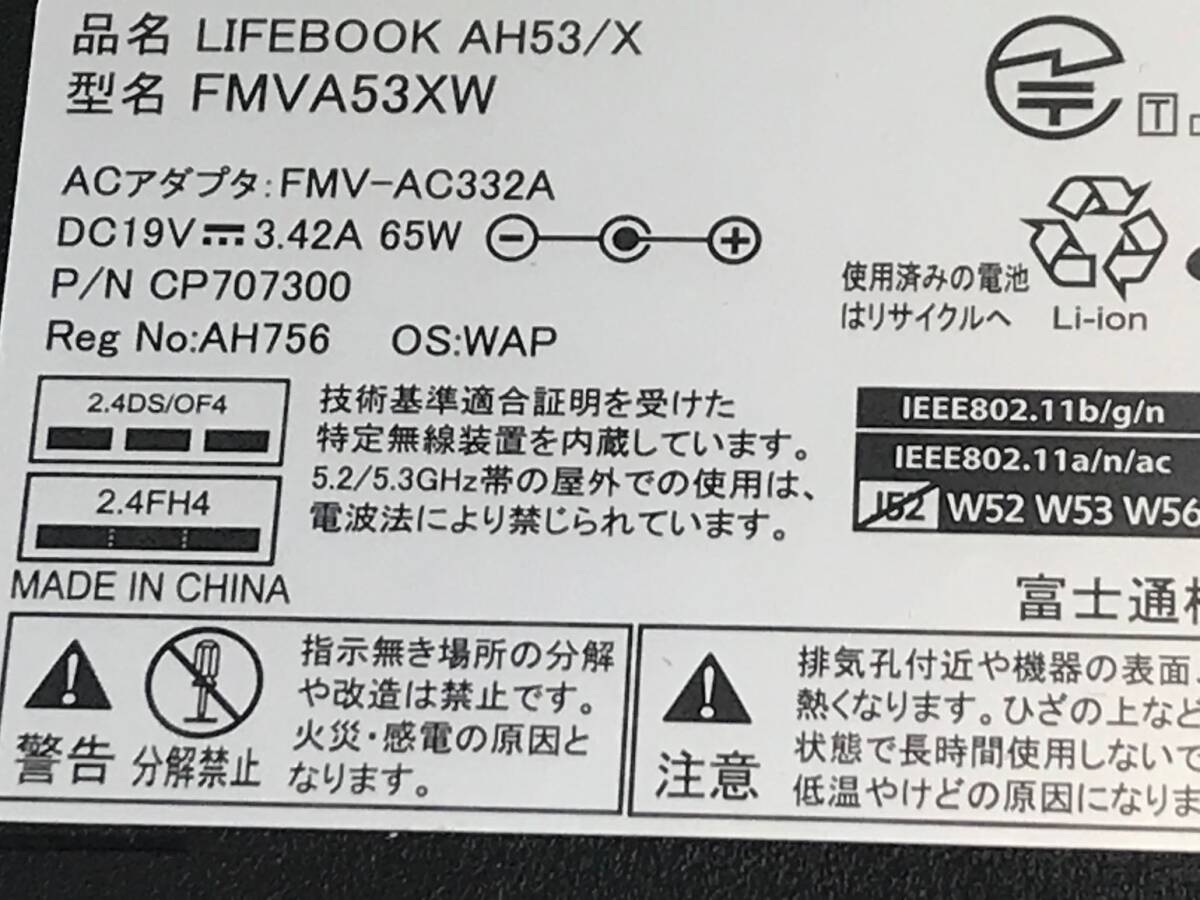 品名 LIFEBOOK AH53/X
型名 FMVA53XW
ACアダプタ:FMV-AC332A
DC19V 3.42A 65W
P/N CP707300
Reg No:AH756 OS:WAP
T
使用済みの電池
はリサイクルへ
Li-ion
2.4DS/OF4
2.4FH4
技術基準適合証明を受けた
特定無線装置を内蔵しています。
5.2/5.3GHz帯の屋外での使用は、
電波法により禁じられています。
IEEE802.11b/g/n
IEEE802.11a/n/ac
J52 W52 W53 W56
MADE IN CHINA
富士通
警告
分解禁止
指示無き場所の分解
や改造は禁止です。
火災・感電の原因と
なります。
注意
排気孔付近や機器の表面、
熱くなります。ひざの上など
状態で長時間使用しないで
低温やけどの原因になりま